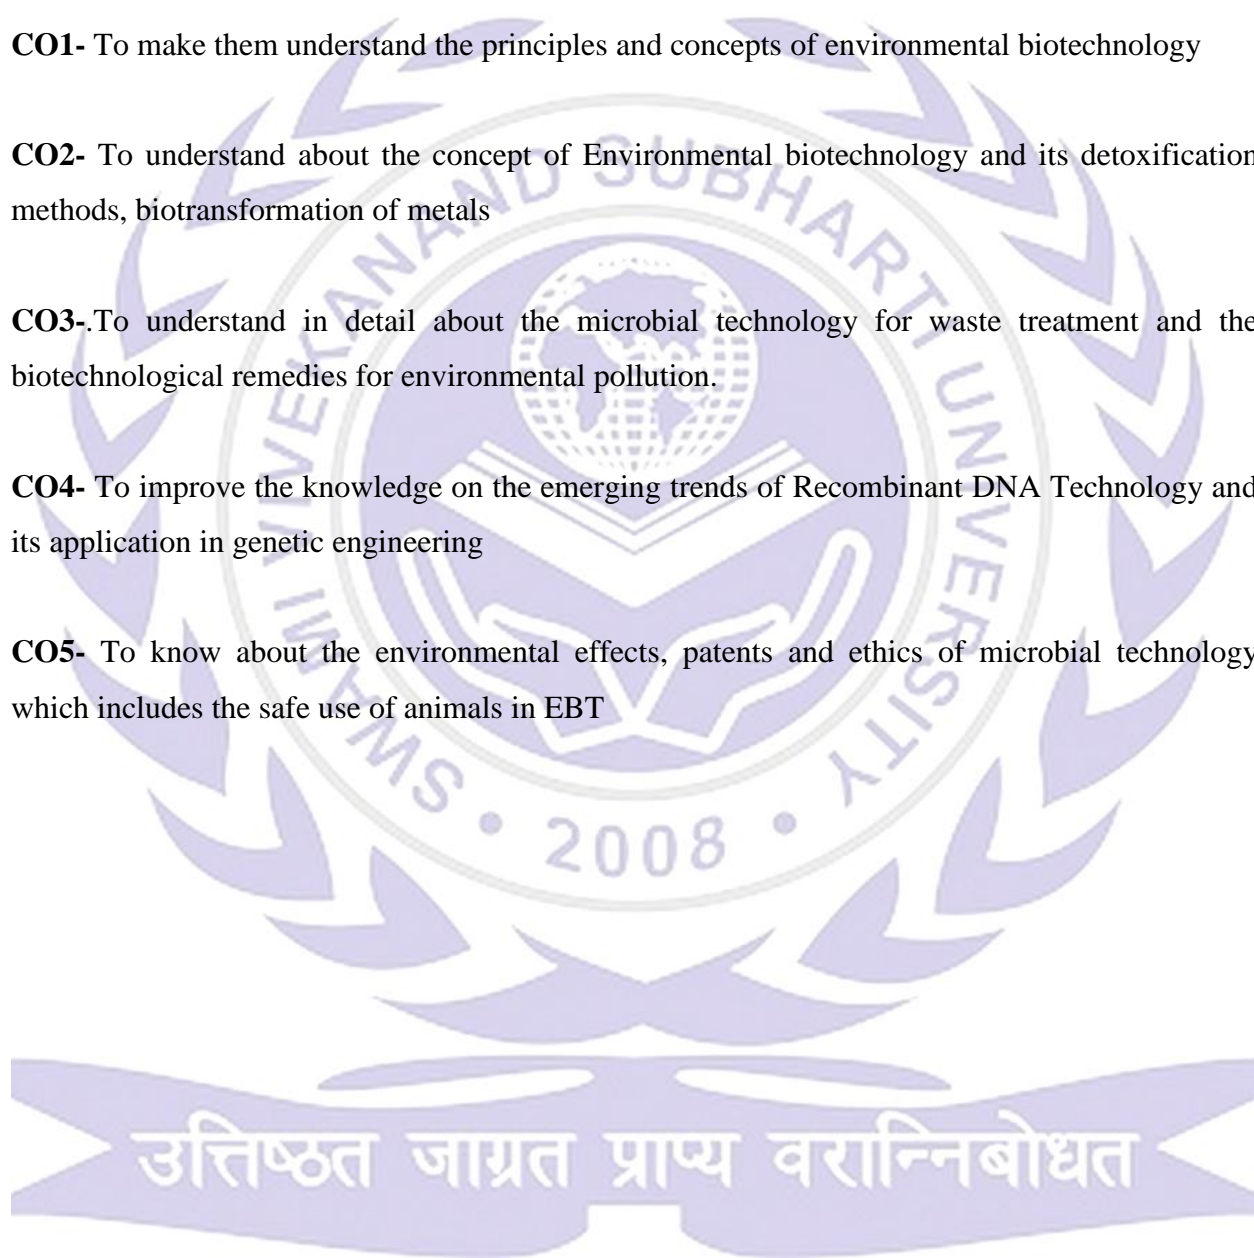 CO1- To make them understand the principles and concepts of environmental biotechnology
CO2- To understand about the concept of Environmental biotechnology and its detoxification
methods, biotransformation of metals
CO3-.To understand in detail about the microbial technology for waste treatment and the
biotechnological remedies for environmental pollution.
CO4- To improve the knowledge on the emerging trends of Recombinant DNA Technology and
its application in genetic engineering
CO5- To know about the environmental effects, patents and ethics of microbial technology
which includes the safe use of animals in EBT
SWAMI VIVEKANAND SUBHARTI UNIVERSITY
• 2008 •
उत्तिष्ठत जाग्रत प्राप्य वरान्निबोधत